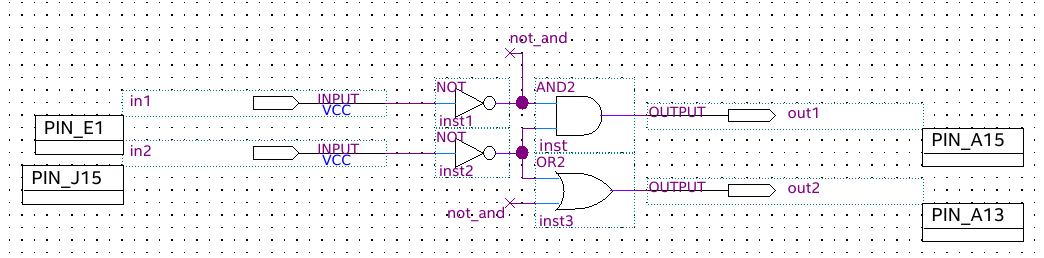 not_and
NOT
AND2
in1
INPUT
VCC
inst1
OUTPUT
out1
PIN_E1
NOT
inst
PIN_A15
in2
INPUT
VCC
inst2
OR2
PIN_J15
OUTPUT
out2
not_and
inst3
PIN_A13